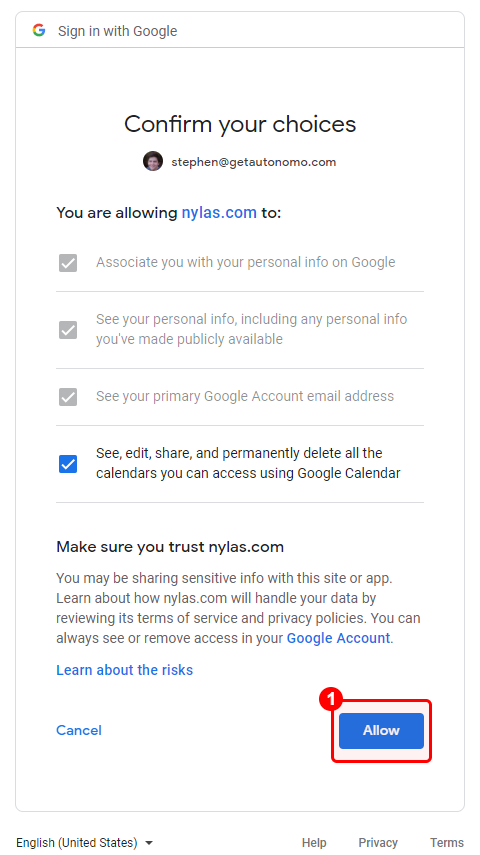 Sign in with Google
Confirm your choices
stephen@getautonomo.com
You are allowing nylas.com to:
Associate you with your personal info on Google
See your personal info, including any personal info
you've made publicly available
See your primary Google Account email address
See, edit, share, and permanently delete all the
calendars you can access using Google Calendar
Make sure you trust nylas.com
You may be sharing sensitive info with this site or app.
Learn about how nylas.com will handle your data by
reviewing its terms of service and privacy policies. You can
always see or remove access in your Google Account.
Learn about the risks
1
Cancel
Allow
English (United States)
Help
Privacy
Terms